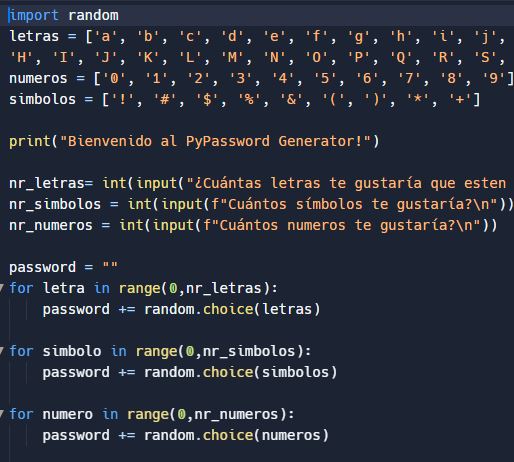 import random
letras = ['a', 'b', 'c', 'd', 'e', 'f', 'g', 'h', 'i', 'j',
'H', 'I', 'J', 'K', 'L', 'M', 'N', 'O', 'P', 'Q', 'R', 'S',
numeros = ['0', '1', '2', '3', '4', '5', '6', '7', '8', '9']
simbolos = ['!', '#', '$', '%', '&', '(', ')', '*', '+']
print("Bienvenido al PyPassword Generator!")
nr_letras= int(input("¿Cuántas letras te gustaría que esten
nr_simbolos = int(input(f"Cuántos símbolos te gustaría?\n"))
nr_numeros = int(input(f"Cuántos numeros te gustaría?\n"))
password = ""
for letra in range(0,nr_letras):
    password += random.choice(letras)
for simbolo in range(0,nr_simbolos):
    password += random.choice(simbolos)
for numero in range(0,nr_numeros):
    password += random.choice(numeros)